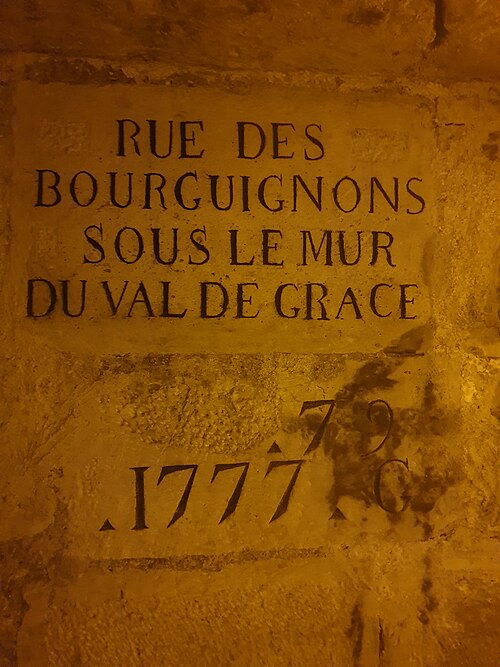 RUE DES
BOURGUIGNONS
SOUS LE MUR
DU VAL DE GRACE
.79
.1777.G